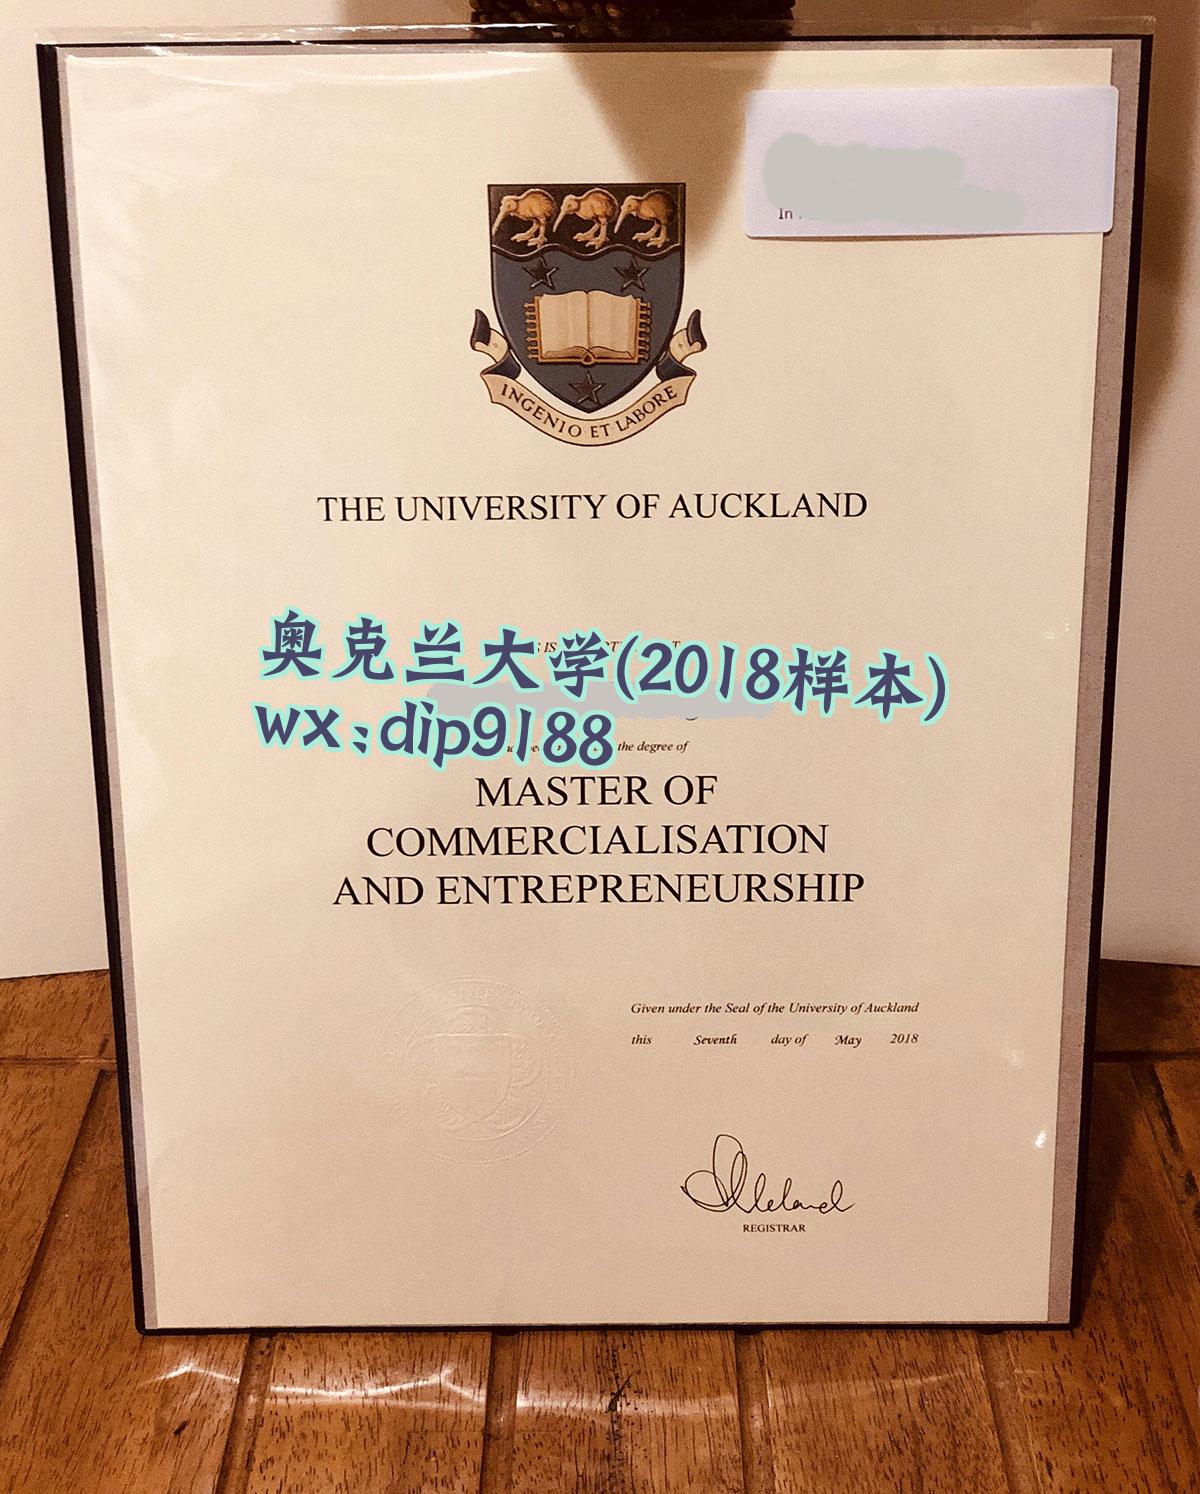 In
INGENIO ET LABORE
THE UNIVERSITY OF AUCKLAND
IS
奥克兰大学(2018样本)
wx:dip9188
the degree of
MASTER OF
COMMERCIALISATION
AND ENTREPRENEURSHIP
Given under the Seal of the University of Auckland
this Seventh day of May 2018
REGISTRAR